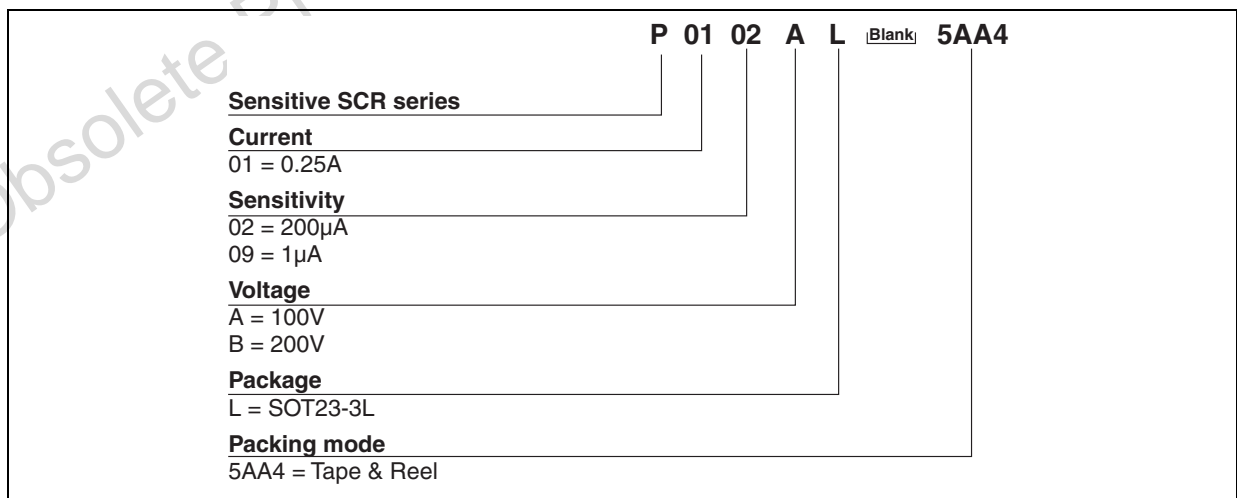 P 01 02 A L Blank 5AA4
Sensitive SCR series
Current
01 = 0.25A
Sensitivity
02 = 200µA
09 = 1µA
Voltage
A = 100V
B = 200V
Package
L = SOT23-3L
Packing mode
5AA4 = Tape & Reel